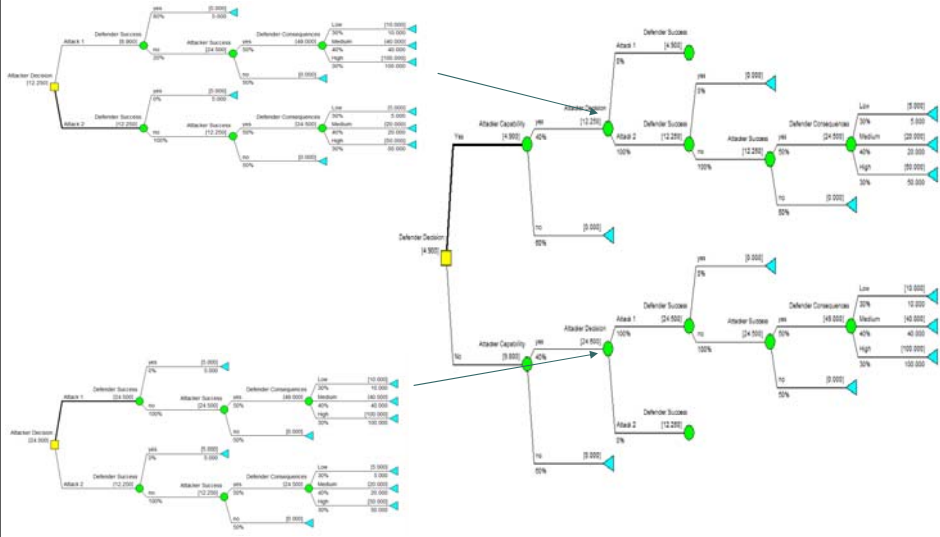 yes [0.000]
80% 0.000
Attack 1
Defender Success
[9.800]
no
20%
Attacker Success
[24.500]
yes
50%
Defender Consequences
[49.000]
Low [10.000]
30% 10.000
Medium [40.000]
40% 40.000
High [100.000]
30% 100.000
no [0.000]
50%
Attacker Decision
[12.250]
yes [0.000]
0% 0.000
Attack 2
Defender Success
[12.250]
no
100%
Attacker Success
[12.250]
yes
50%
Defender Consequences
[24.500]
Low [5.000]
30% 5.000
Medium [20.000]
40% 20.000
High [50.000]
30% 50.000
no [0.000]
50%
Defender Success
Attack 1 [4.900]
0%
Attacker Decision
[12.250]
Attacker Capability
[4.900]
Yes
yes
40%
yes [0.000]
0%
Attack 2
100%
Defender Success
[12.250]
no
100%
Attacker Success
[12.250]
yes
50%
Defender Consequences
[24.500]
Low [5.000]
30% 5.000
Medium [20.000]
40% 20.000
High [50.000]
30% 50.000
no [0.000]
50%
no [0.000]
60%
Defender Decision
[4.900]
yes [0.000]
0%
No
Attacker Capability
[9.800]
yes
40%
Attacker Decision
[24.500]
Attack 1
100%
Defender Success
[24.500]
no
100%
Attacker Success
[24.500]
yes
50%
Defender Consequences
[49.000]
Low [10.000]
30% 10.000
Medium [40.000]
40% 40.000
High [100.000]
30% 100.000
no [0.000]
50%
Defender Success
Attack 2 [12.250]
0%
no [0.000]
60%
yes
0%
Attack 1
Defender Success
[24.500]
no
100%
Attacker Success
[24.500]
yes
50%
Defender Consequences
[49.000]
Low [10.000]
30% 10.000
Medium [40.000]
40% 40.000
High [100.000]
30% 100.000
no [0.000]
50%
Attacker Decision
[24.500]
yes
0%
Attack 2
Defender Success
[12.250]
no
100%
Attacker Success
[12.250]
yes
50%
Defender Consequences
[24.500]
Low [5.000]
30% 5.000
Medium [20.000]
40% 20.000
High [50.000]
30% 50.000
no [0.000]
50%